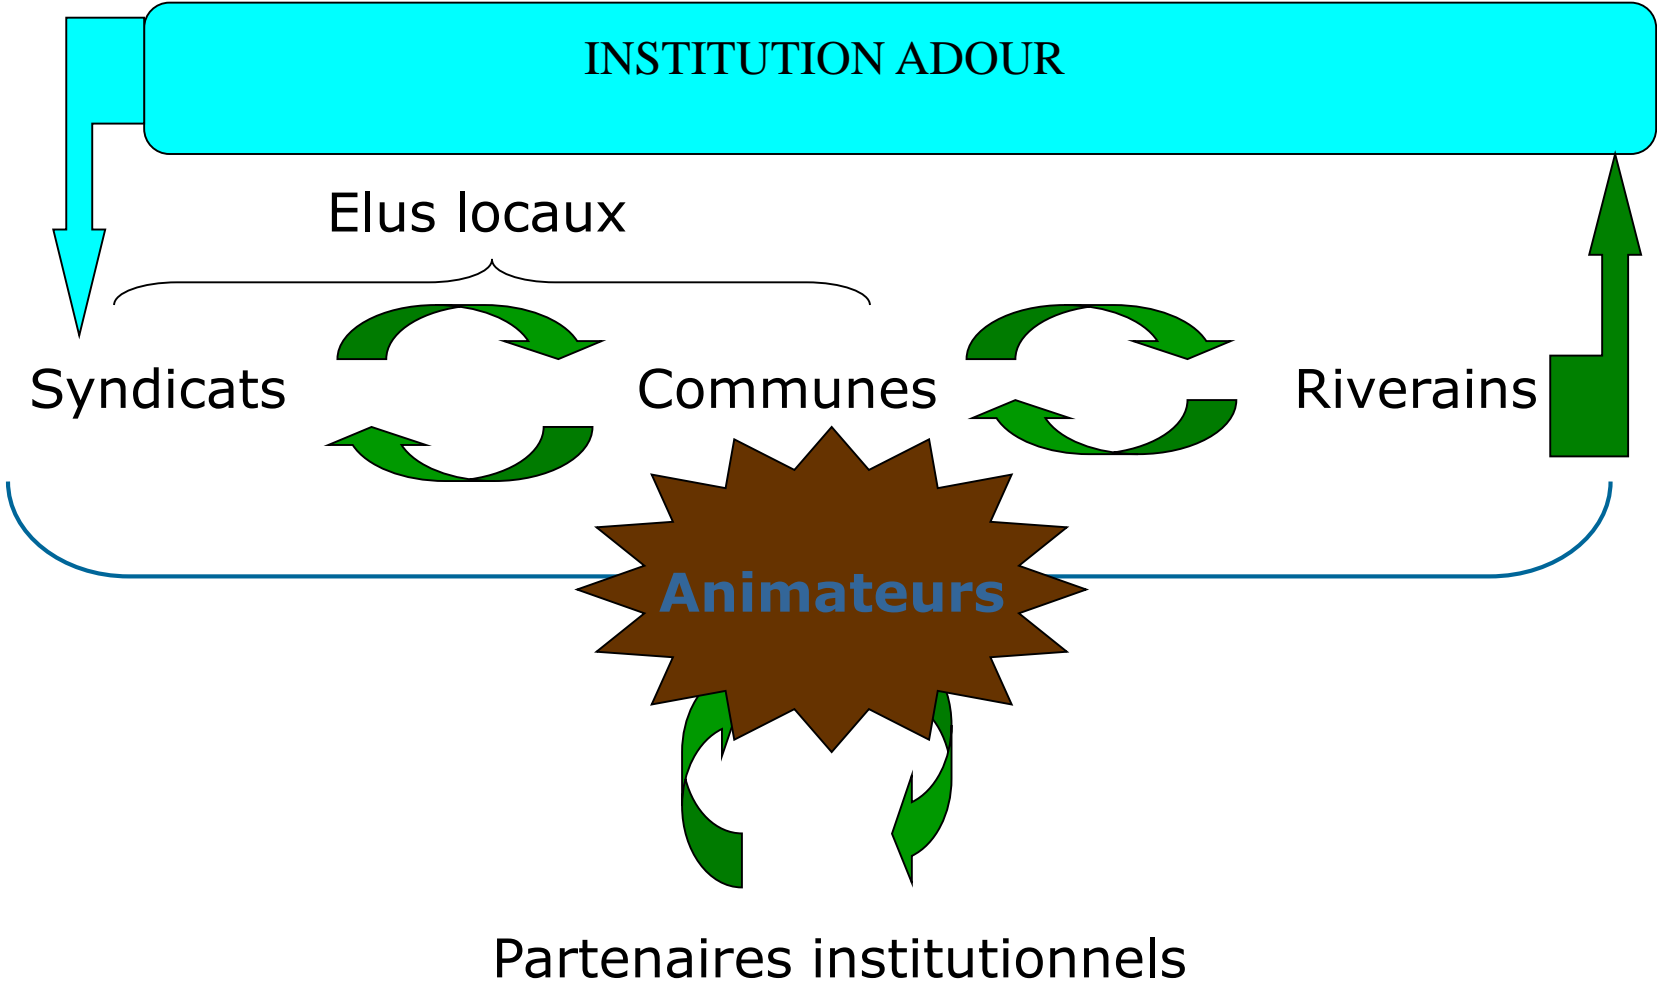 INSTITUTION ADOUR
Elus locaux
Syndicats
Communes
Riverains
Animateurs
Partenaires institutionnels